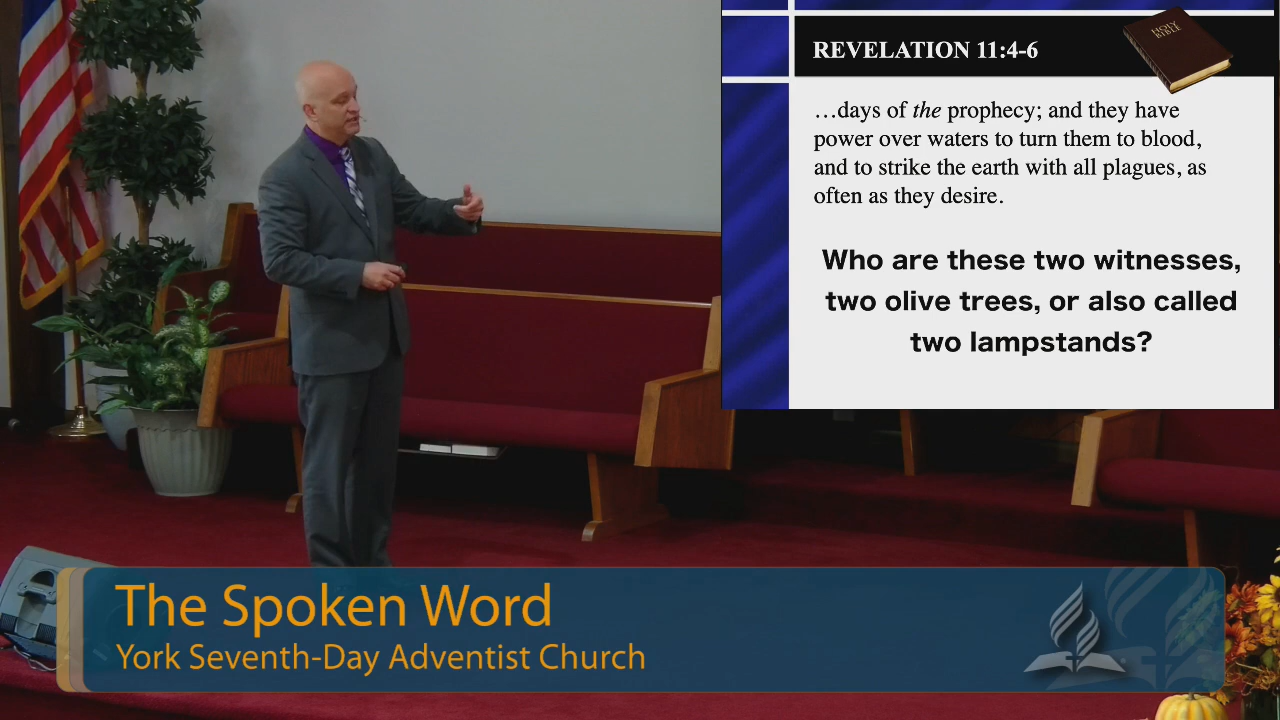 HOLY
BIBLE
REVELATION 11:4-6
…days of the prophecy; and they have
power over waters to turn them to blood,
and to strike the earth with all plagues, as
often as they desire.
Who are these two witnesses,
two olive trees, or also called
two lampstands?
The Spoken Word
York Seventh-Day Adventist Church